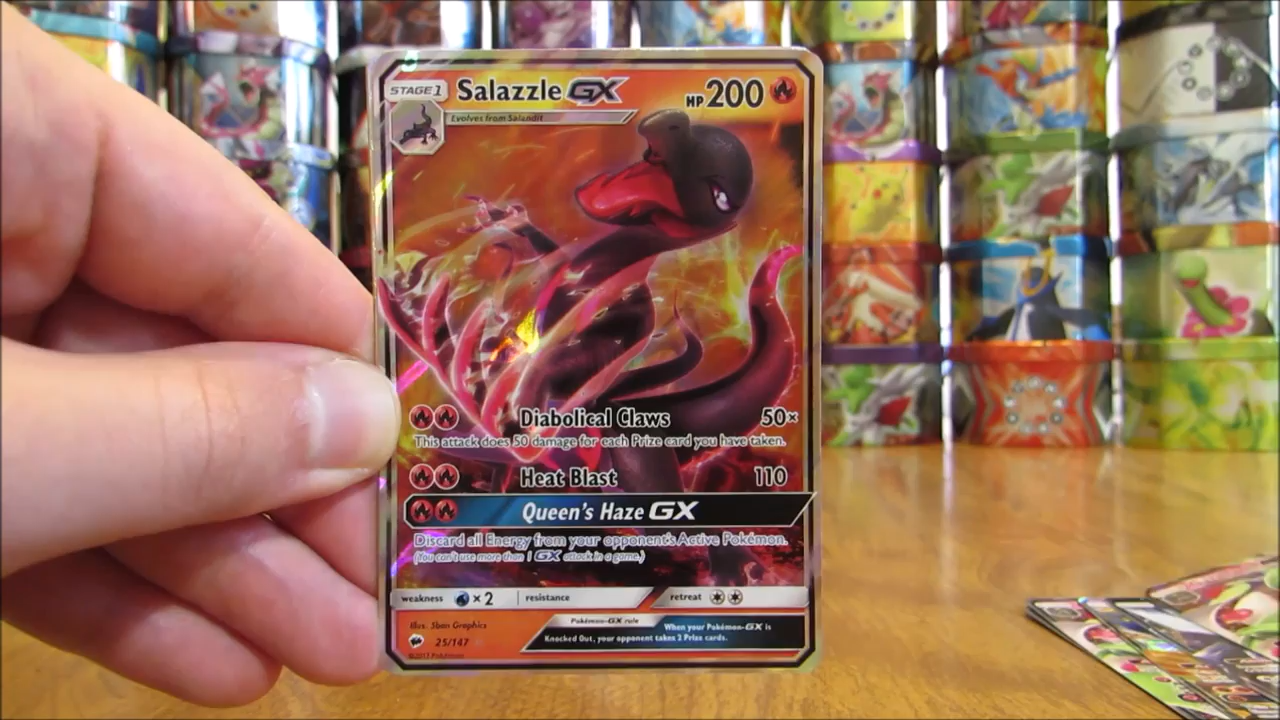 STAGE 1 Salazzle GX HP 200
Evolves from Salandit
Diabolical Claws 50×
This attack does 50 damage for each Prize card you have taken.
Heat Blast 110
Queen's Haze GX
Discard all Energy from your opponent's Active Pokémon.
(You can't use more than 1 GX attack in a game.)
weakness ×2 resistance retreat
Illus. 5ban Graphics
Pokémon-GX rule
When your Pokémon-GX is
Knocked Out, your opponent takes 2 Prize cards.
25/147
©2017 Pokémon